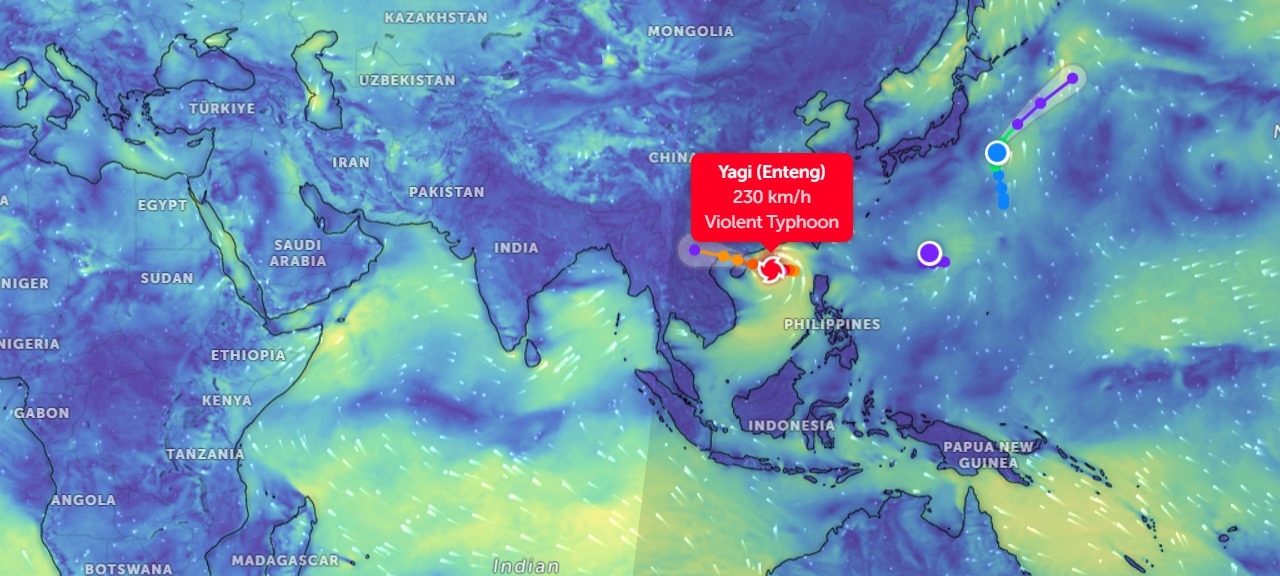 KAZAKHSTAN
MONGOLIA
UZBEKISTAN
TÜRKIYE
CHINA
IRAN
PAKISTAN
Yagi (Enteng)
230 km/h
Violent Typhoon
EGYPT
SAUDI
ARABIA
INDIA
SUDAN
NIGER
PHILIPPINES
NIGERIA
ETHIOPIA
KENYA
GABON
INDONESIA
TANZANIA
PAPUA NEW
GUINEA
ANGOLA
MADAGASCAR
Indian
BOTSWANA